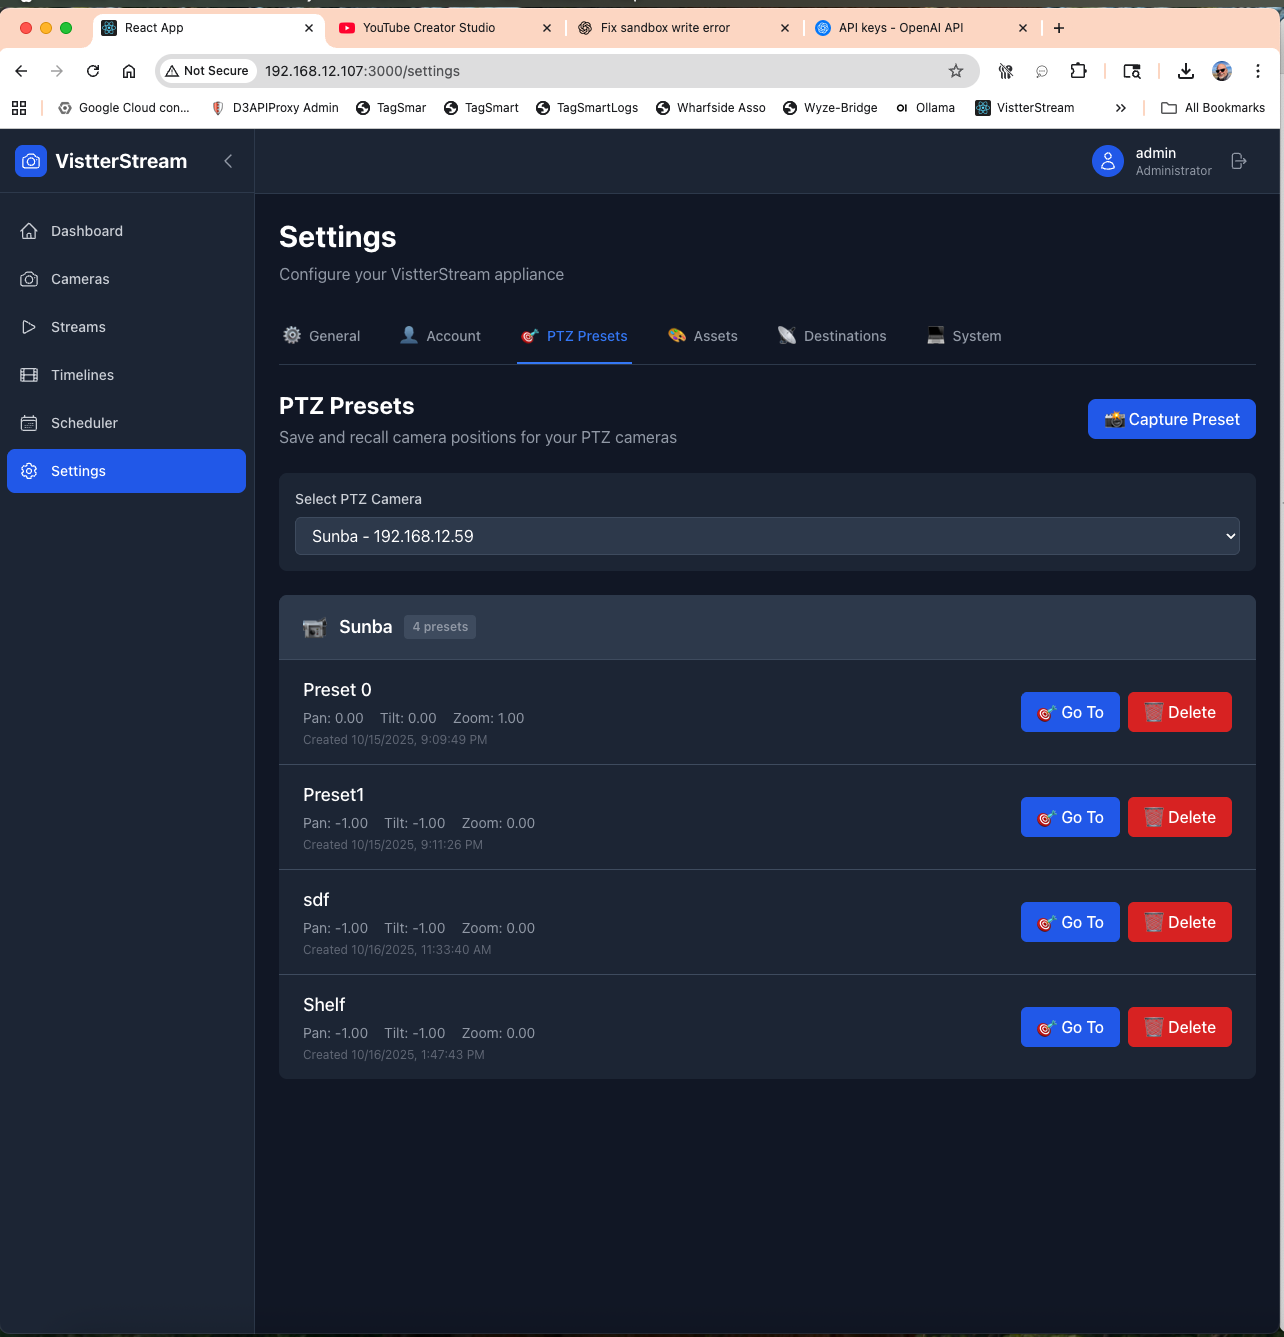 React App
YouTube Creator Studio
Fix sandbox write error
API keys - OpenAI API
Not Secure
192.168.12.107:3000/settings
Google Cloud con...
D3APIProxy Admin
TagSmar
TagSmart
TagSmartLogs
Wharfside Asso
Wyze-Bridge
OI Ollama
VistterStream
All Bookmarks
VistterStream
admin
Administrator
Dashboard
Cameras
Streams
Timelines
Scheduler
Settings
Settings
Configure your VistterStream appliance
General
Account
PTZ Presets
Assets
Destinations
System
PTZ Presets
Save and recall camera positions for your PTZ cameras
Capture Preset
Select PTZ Camera
Sunba - 192.168.12.59
Sunba 4 presets
Preset 0
Pan: 0.00 Tilt: 0.00 Zoom: 1.00
Created 10/15/2025, 9:09:49 PM
Go To
Delete
Preset1
Pan: -1.00 Tilt: -1.00 Zoom: 0.00
Created 10/15/2025, 9:11:26 PM
Go To
Delete
sdf
Pan: -1.00 Tilt: -1.00 Zoom: 0.00
Created 10/16/2025, 11:33:40 AM
Go To
Delete
Shelf
Pan: -1.00 Tilt: -1.00 Zoom: 0.00
Created 10/16/2025, 1:47:43 PM
Go To
Delete